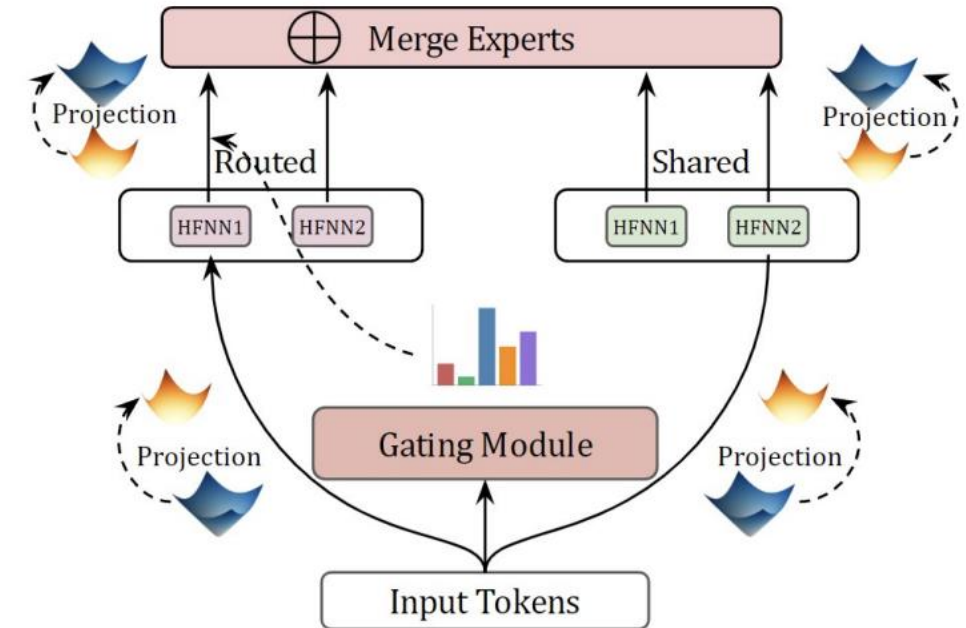 Merge Experts
Projection
Projection
Routed
Shared
HFNN1
HFNN2
HFNN1
HFNN2
Gating Module
Projection
Projection
Input Tokens